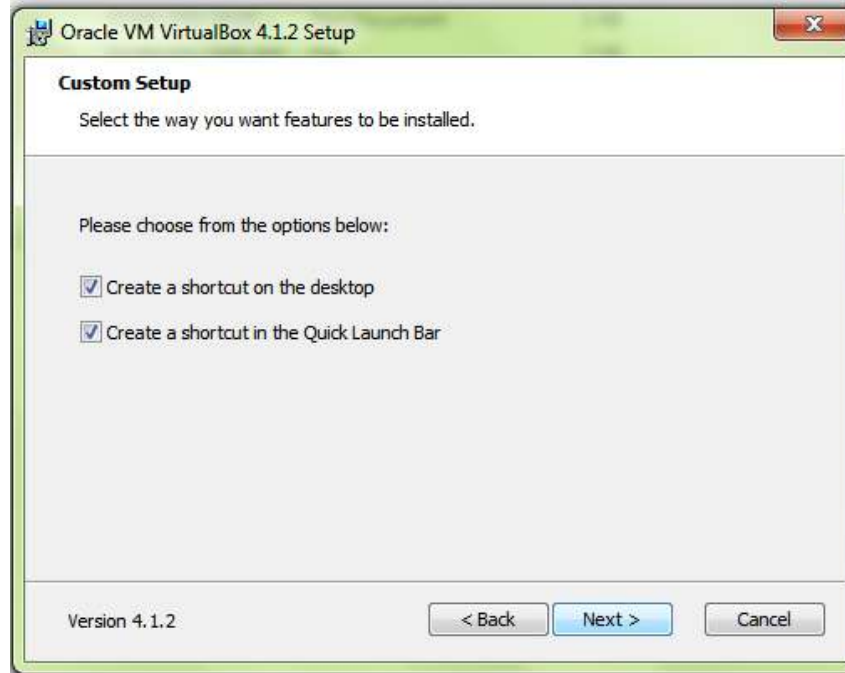 Oracle VM VirtualBox 4.1.2 Setup
Custom Setup
Select the way you want features to be installed.
Please choose from the options below:
Create a shortcut on the desktop
Create a shortcut in the Quick Launch Bar
Version 4.1.2
< Back
Next >
Cancel